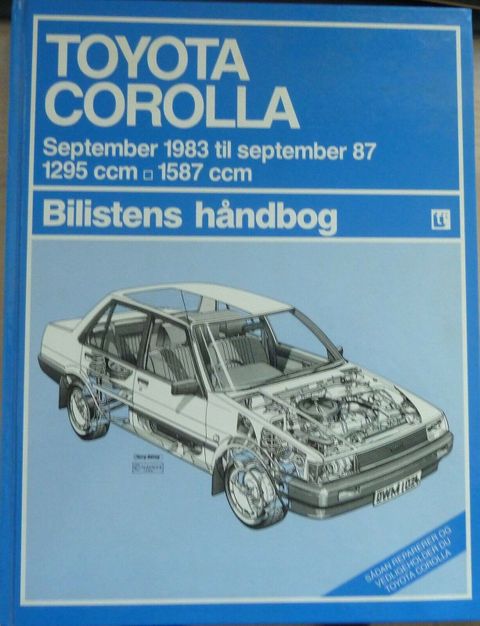 TOYOTA
COROLLA
September 1983 til september 87
1295 ccm □ 1587 ccm
Bilistens håndbog
SÅDAN REPARERER OG
VEDLIGEHOLDER DU
TOYOTA COROLLA